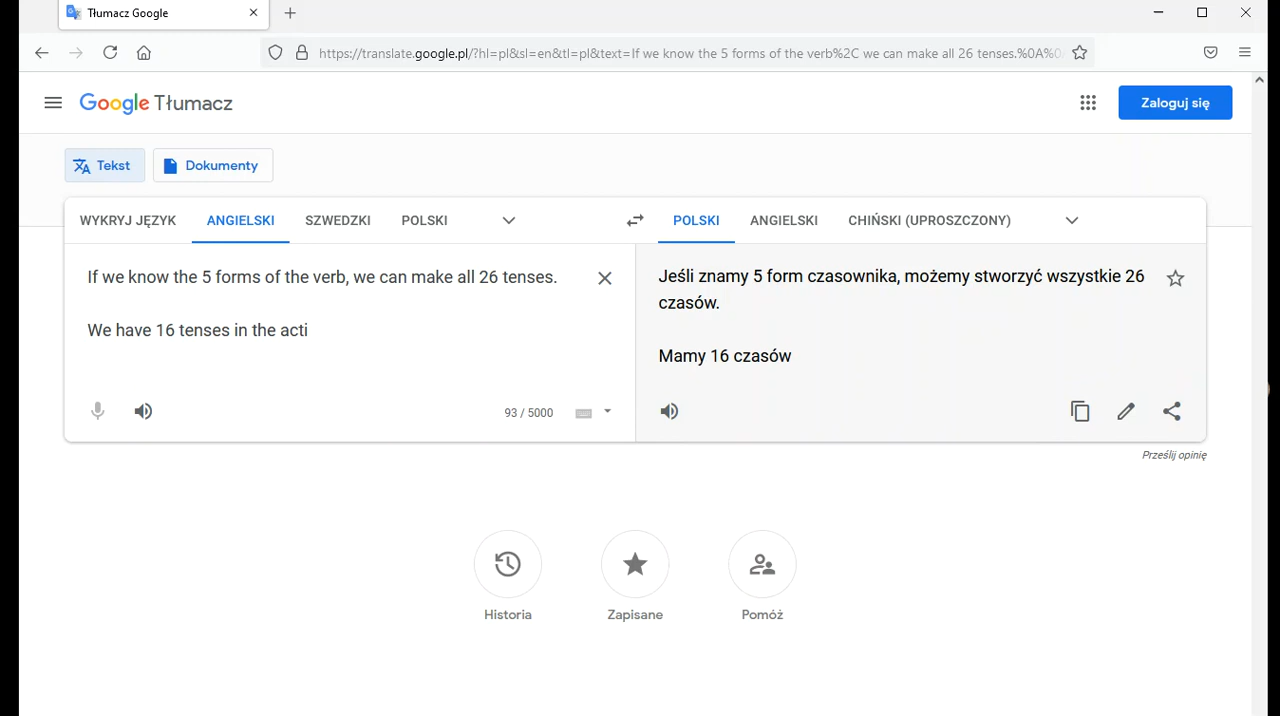 Tłumacz Google
https://translate.google.pl/?hl=pl&sl=en&tl=pl&text=If we know the 5 forms of the verb%2C we can make all 26 tenses.%0A%0
Google Tłumacz
Zaloguj się
Tekst
Dokumenty
WYKRYJ JĘZYK ANGIELSKI SZWEDZKI POLSKI
POLSKI ANGIELSKI CHIŃSKI (UPROSZCZONY)
If we know the 5 forms of the verb, we can make all 26 tenses.
We have 16 tenses in the acti
93 / 5000
Jeśli znamy 5 form czasownika, możemy stworzyć wszystkie 26
czasów.
Mamy 16 czasów
Prześlij opinię
Historia
Zapisane
Pomóż